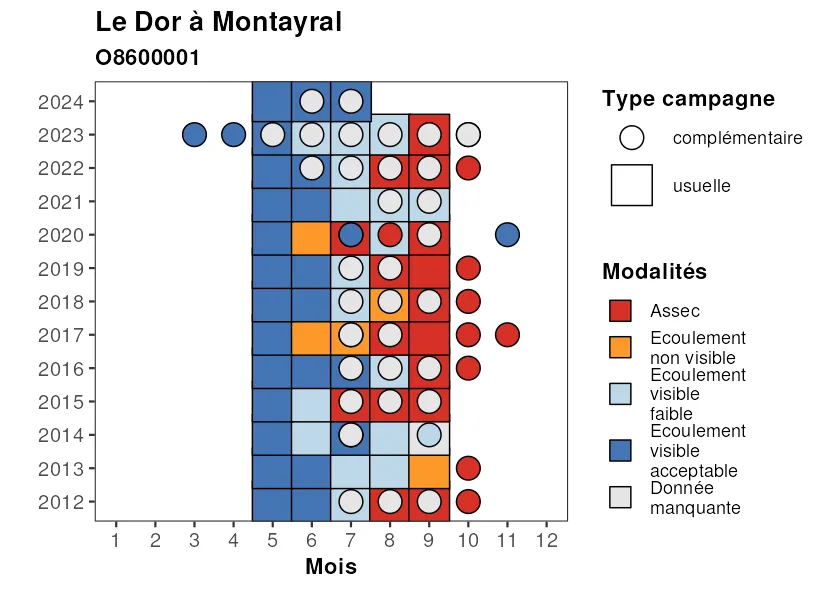 Le Dor à Montayral
O8600001
2024
2023
2022
2021
2020
2019
2018
2017
2016
2015
2014
2013
2012
1 2 3 4 5 6 7 8 9 10 11 12
Mois
Type campagne
complémentaire
usuelle
Modalités
Assec
Ecoulement
non visible
Ecoulement
visible
faible
Ecoulement
visible
acceptable
Donnée
manquante